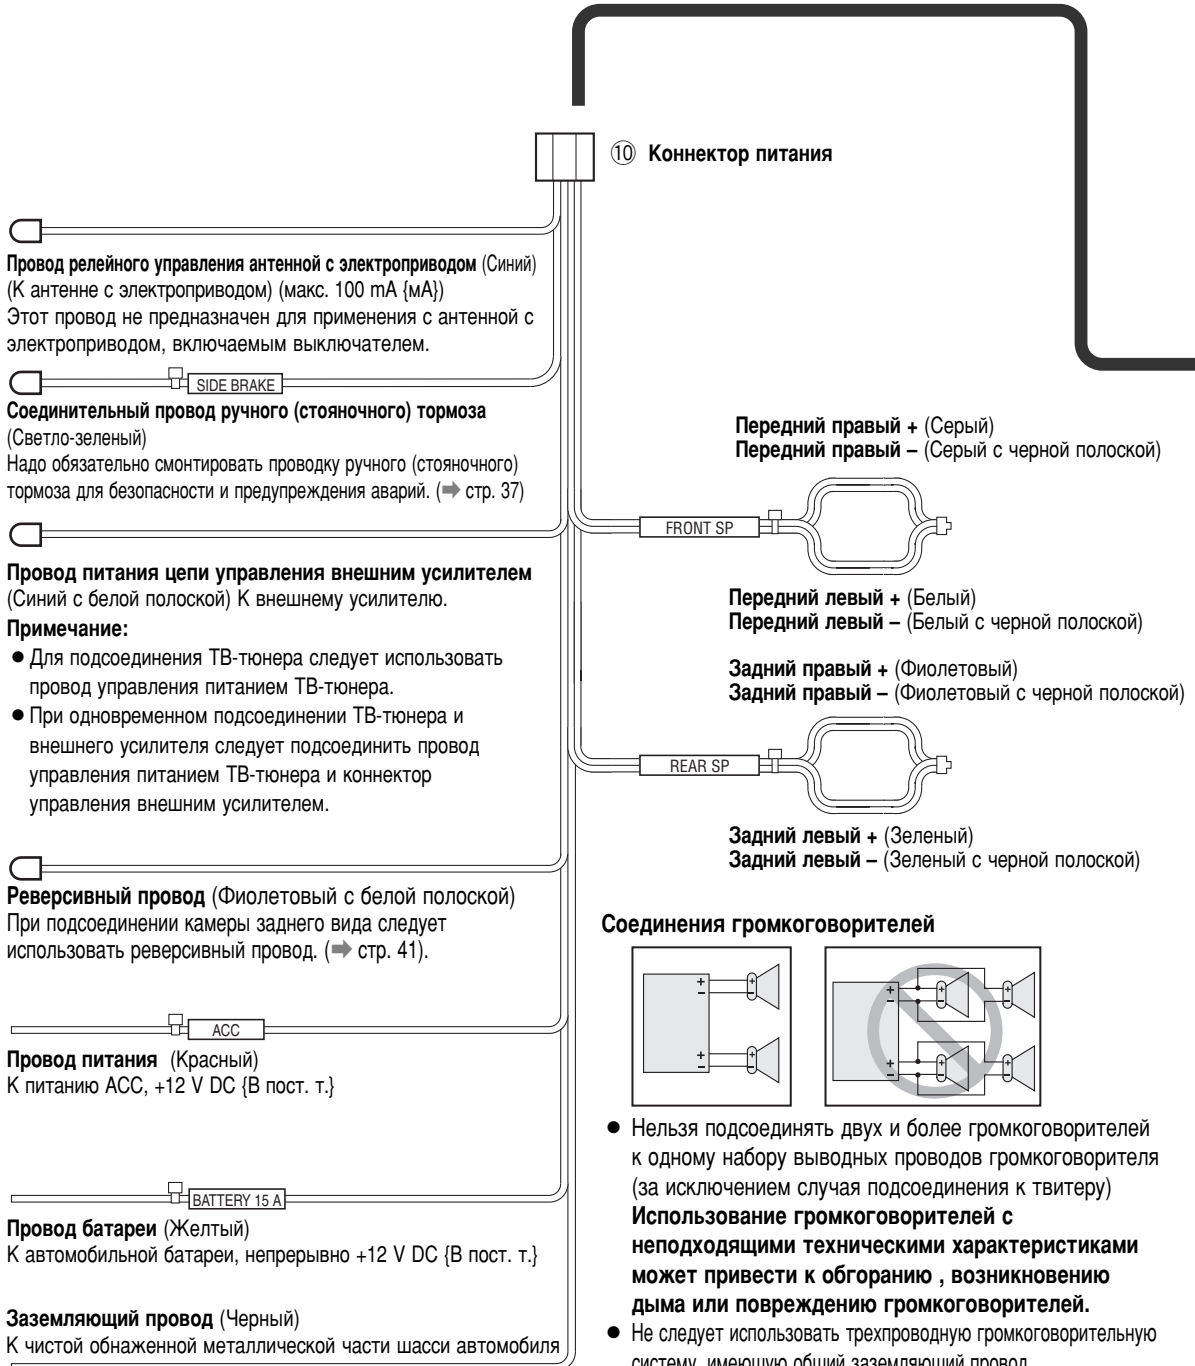 ⑩ Коннектор питания
Провод релейного управления антенной с электроприводом (Синий)
(К антенне с электроприводом) (макс. 100 mA {мА})
Этот провод не предназначен для применения с антенной с
электроприводом, включаемым выключателем.
SIDE BRAKE
Соединительный провод ручного (стояночного) тормоза
(Светло-зеленый)
Надо обязательно смонтировать проводку ручного (стояночного)
тормоза для безопасности и предупреждения аварий. (➡ стр. 37)
Провод питания цепи управления внешним усилителем
(Синий с белой полоской) К внешнему усилителю.
Примечание:
● Для подсоединения ТВ-тюнера следует использовать
провод управления питанием ТВ-тюнера.
● При одновременном подсоединении ТВ-тюнера и
внешнего усилителя следует подсоединить провод
управления питанием ТВ-тюнера и коннектор
управления внешним усилителем.
Реверсивный провод (Фиолетовый с белой полоской)
При подсоединении камеры заднего вида следует
использовать реверсивный провод. (➡ стр. 41).
ACC
Провод питания (Красный)
К питанию ACC, +12 V DC {В пост. т.}
BATTERY 15 A
Провод батареи (Желтый)
К автомобильной батареи, непрерывно +12 V DC {В пост. т.}
Заземляющий провод (Черный)
К чистой обнаженной металлической части шасси автомобиля
Передний правый + (Серый)
Передний правый – (Серый с черной полоской)
FRONT SP
Передний левый + (Белый)
Передний левый – (Белый с черной полоской)
Задний правый + (Фиолетовый)
Задний правый – (Фиолетовый с черной полоской)
REAR SP
Задний левый + (Зеленый)
Задний левый – (Зеленый с черной полоской)
Соединения громкоговорителей
● Нельзя подсоединять двух и более громкоговорителей
к одному набору выводных проводов громкоговорителя
(за исключением случая подсоединения к твитеру)
Использование громкоговорителей с
неподходящими техническими характеристиками
может привести к обгоранию , возникновению
дыма или повреждению громкоговорителей.
● Не следует использовать трехпроводную громкоговорительную
систему, имеющую общий заземляющий провод